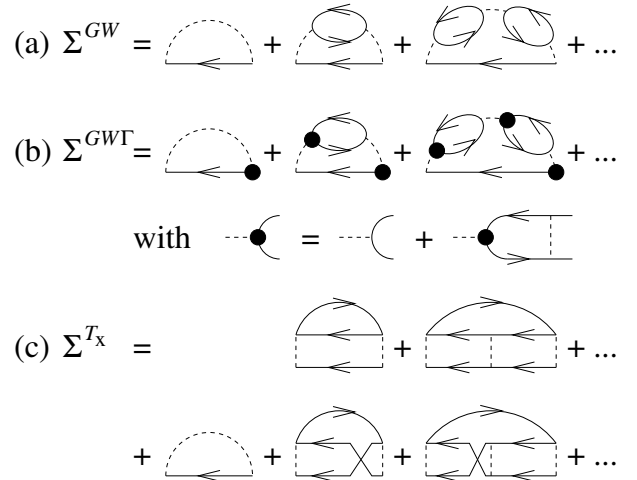 (a) Σ^{GW} = + + + ...
(b) Σ^{GWΓ} = + + + ...
with = +
(c) Σ^{T_x} = + + ...
+ + + + ...